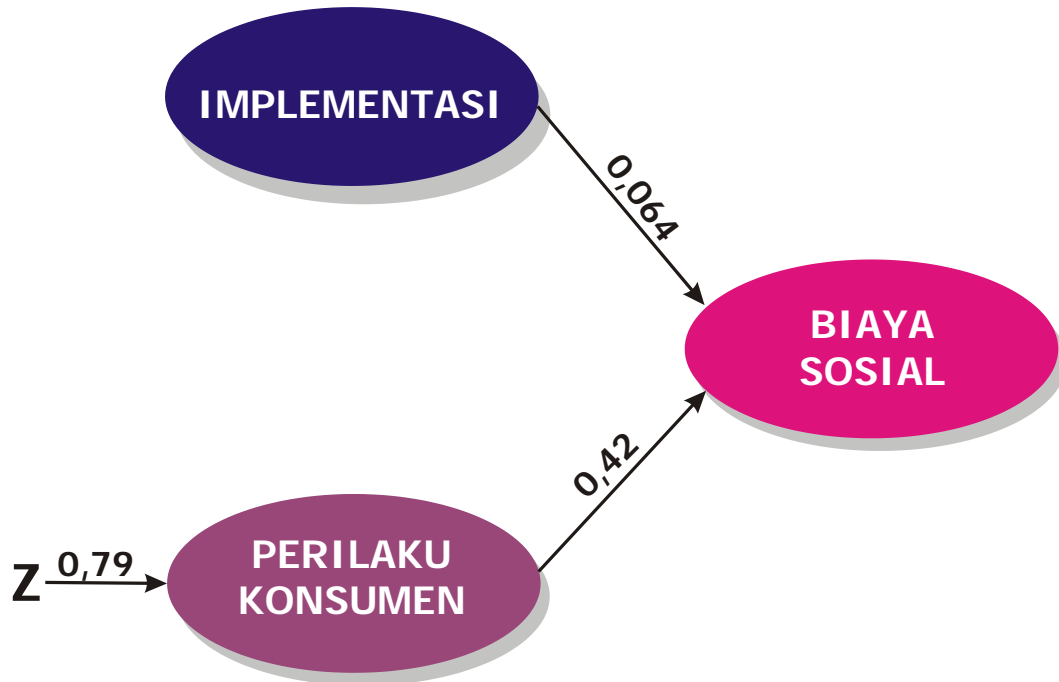 IMPLEMENTASI
0,064
BIAYA
SOSIAL
0,42
PERILAKU
KONSUMEN
Z
0,79